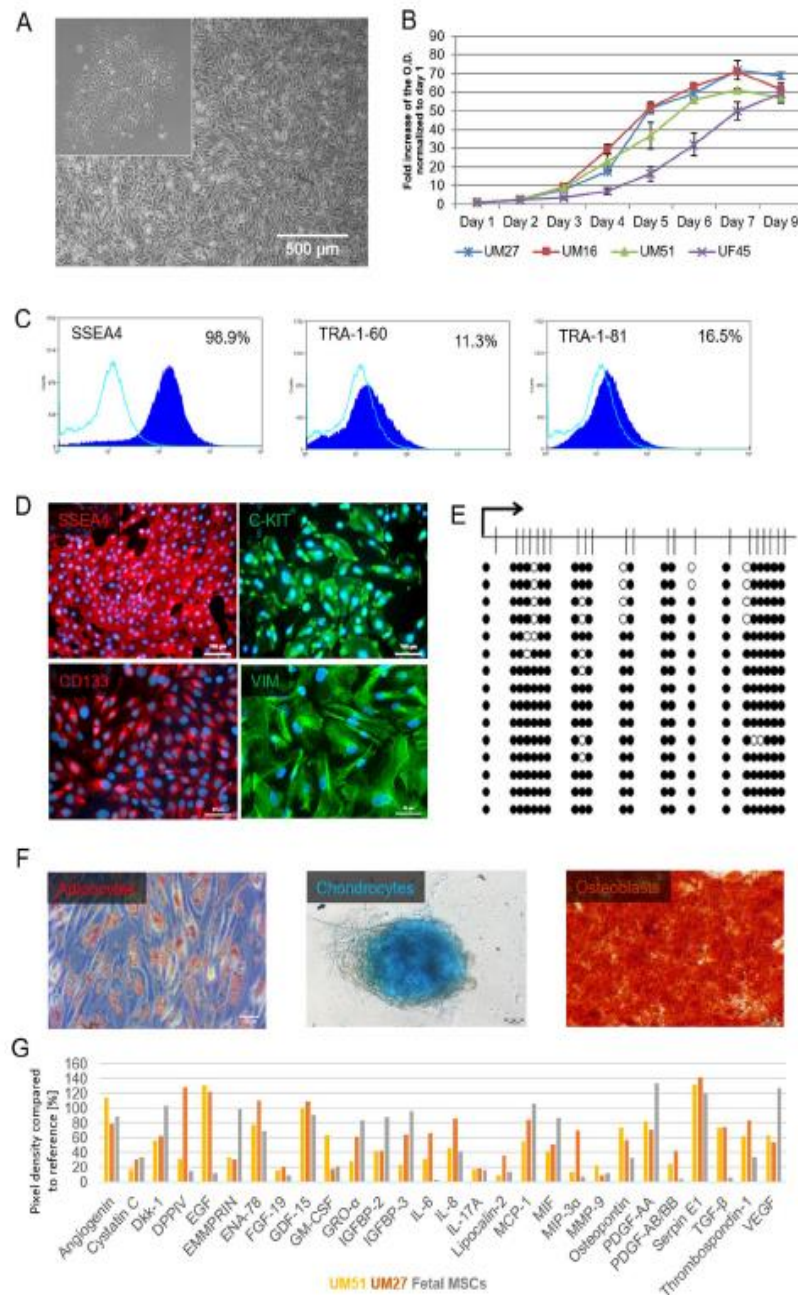 A
500 µm
B
Fold increase of the O.D.
normalized to day 1
90
80
70
60
50
40
30
20
10
0
Day 1 Day 2 Day 3 Day 4 Day 5 Day 6 Day 7 Day 9
UM27 UM16 UM51 UF45
C
SSEA4 98.9%
TRA-1-60 11.3%
TRA-1-81 16.5%
D
SSEA4
C-KIT
CD133
VIM
E
F
Adipocytes
Chondrocytes
Osteoblasts
G
Pixel density compared
to reference [%]
160
140
120
100
80
60
40
20
0
Angiogenin
Cystatin C
Dkk-1
DPPIV
EGF
EMMPRIN
ENA-78
FGF-19
GDF-15
GM-CSF
GRO-α
IGFBP-2
IGFBP-3
IL-6
IL-8
IL-17A
Lipocalin-2
MCP-1
MIF
MIP-3α
MMP-9
Osteopontin
PDGF-AA
PDGF-AB/BB
Serpin E1
TGF-β
Thrombospondin-1
VEGF
UM51 UM27 Fetal MSCs